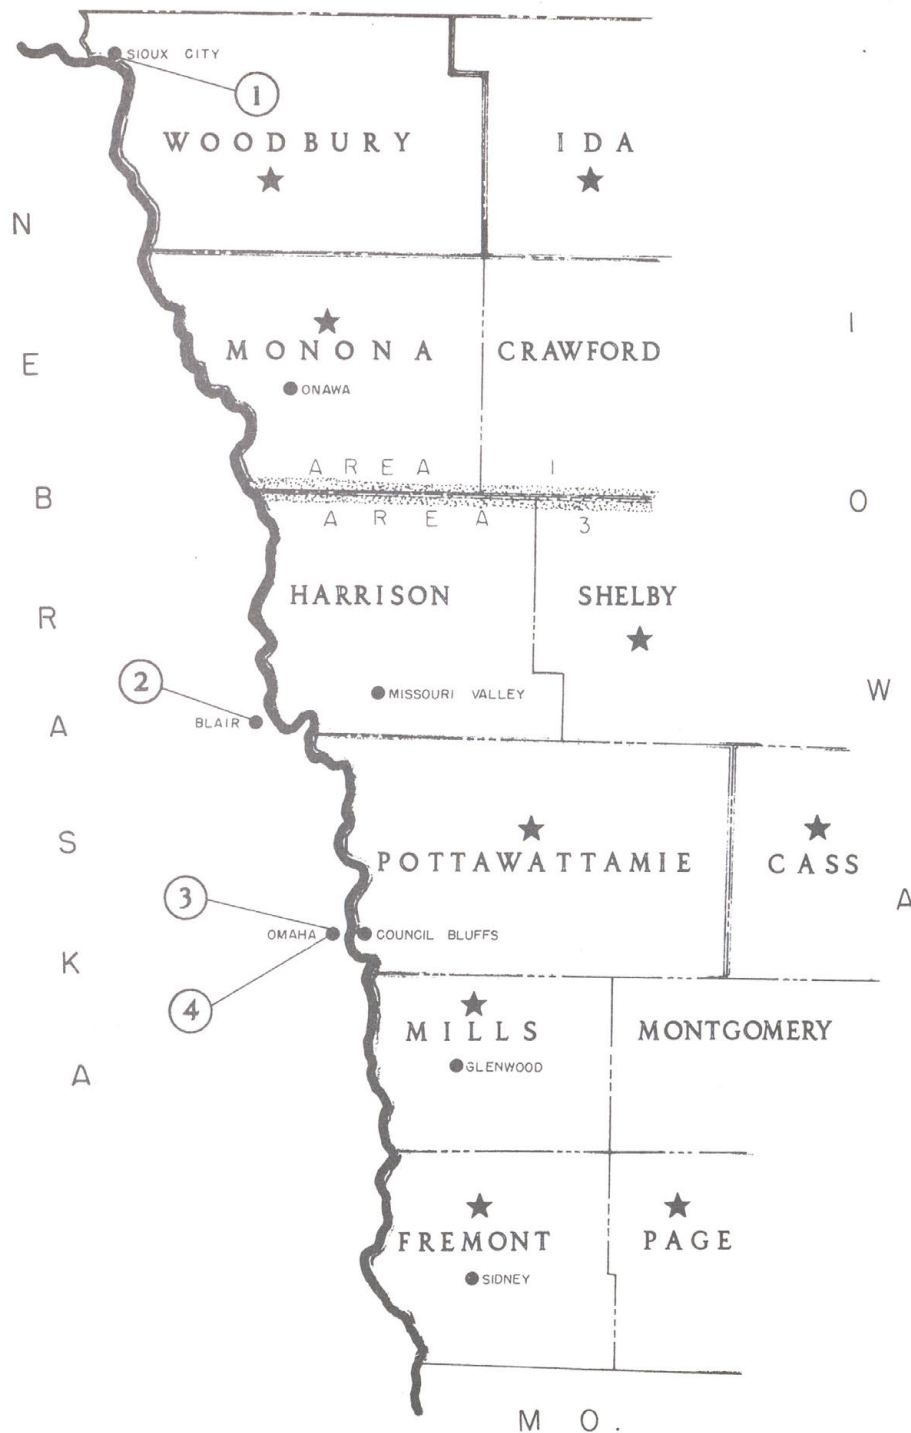 SIOUX CITY
1
WOODBURY
IDA
N
MONONA
CRAWFORD
I
E
ONAWA
AREA 1
B
O
AREA 3
HARRISON
SHELBY
R
2
MISSOURI VALLEY
W
BLAIR
A
POTTAWATTAMIE
CASS
S
3
A
OMAHA
COUNCIL BLUFFS
K
4
MILLS
MONTGOMERY
GLENWOOD
A
FREMONT
PAGE
SIDNEY
MO.